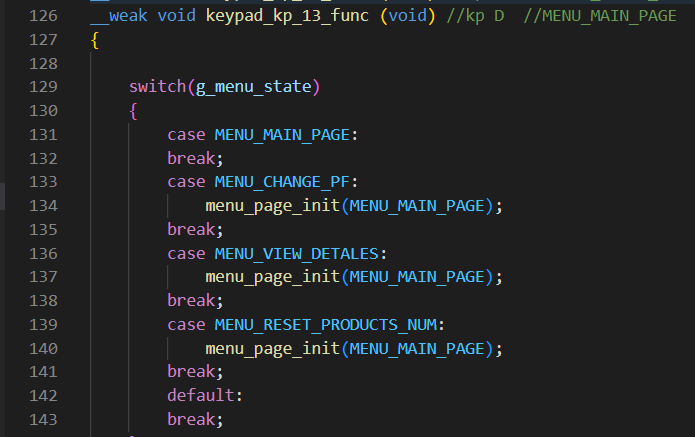 126 __weak void keypad_kp_13_func (void) //kp D  //MENU_MAIN_PAGE
127 {
128
129     switch(g_menu_state)
130     {
131         case MENU_MAIN_PAGE:
132         break;
133         case MENU_CHANGE_PF:
134             menu_page_init(MENU_MAIN_PAGE);
135         break;
136         case MENU_VIEW_DETALES:
137             menu_page_init(MENU_MAIN_PAGE);
138         break;
139         case MENU_RESET_PRODUCTS_NUM:
140             menu_page_init(MENU_MAIN_PAGE);
141         break;
142         default:
143         break;